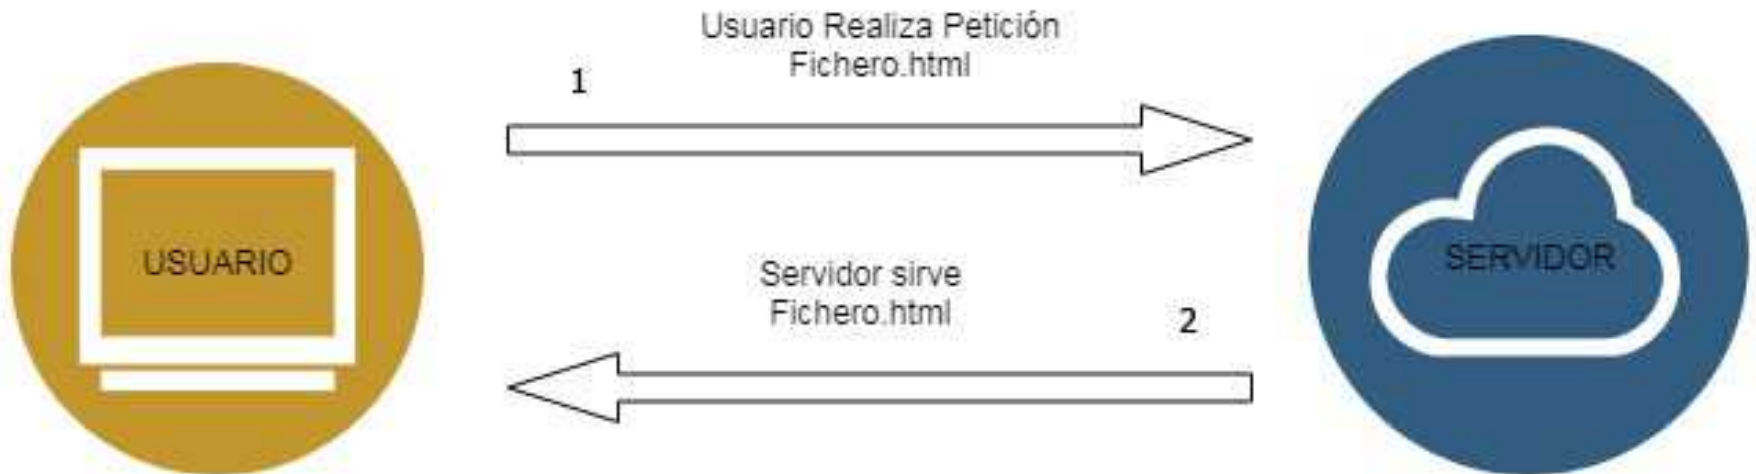 Usuario Realiza Petición
Fichero.html
1
USUARIO
SERVIDOR
Servidor sirve
Fichero.html
2